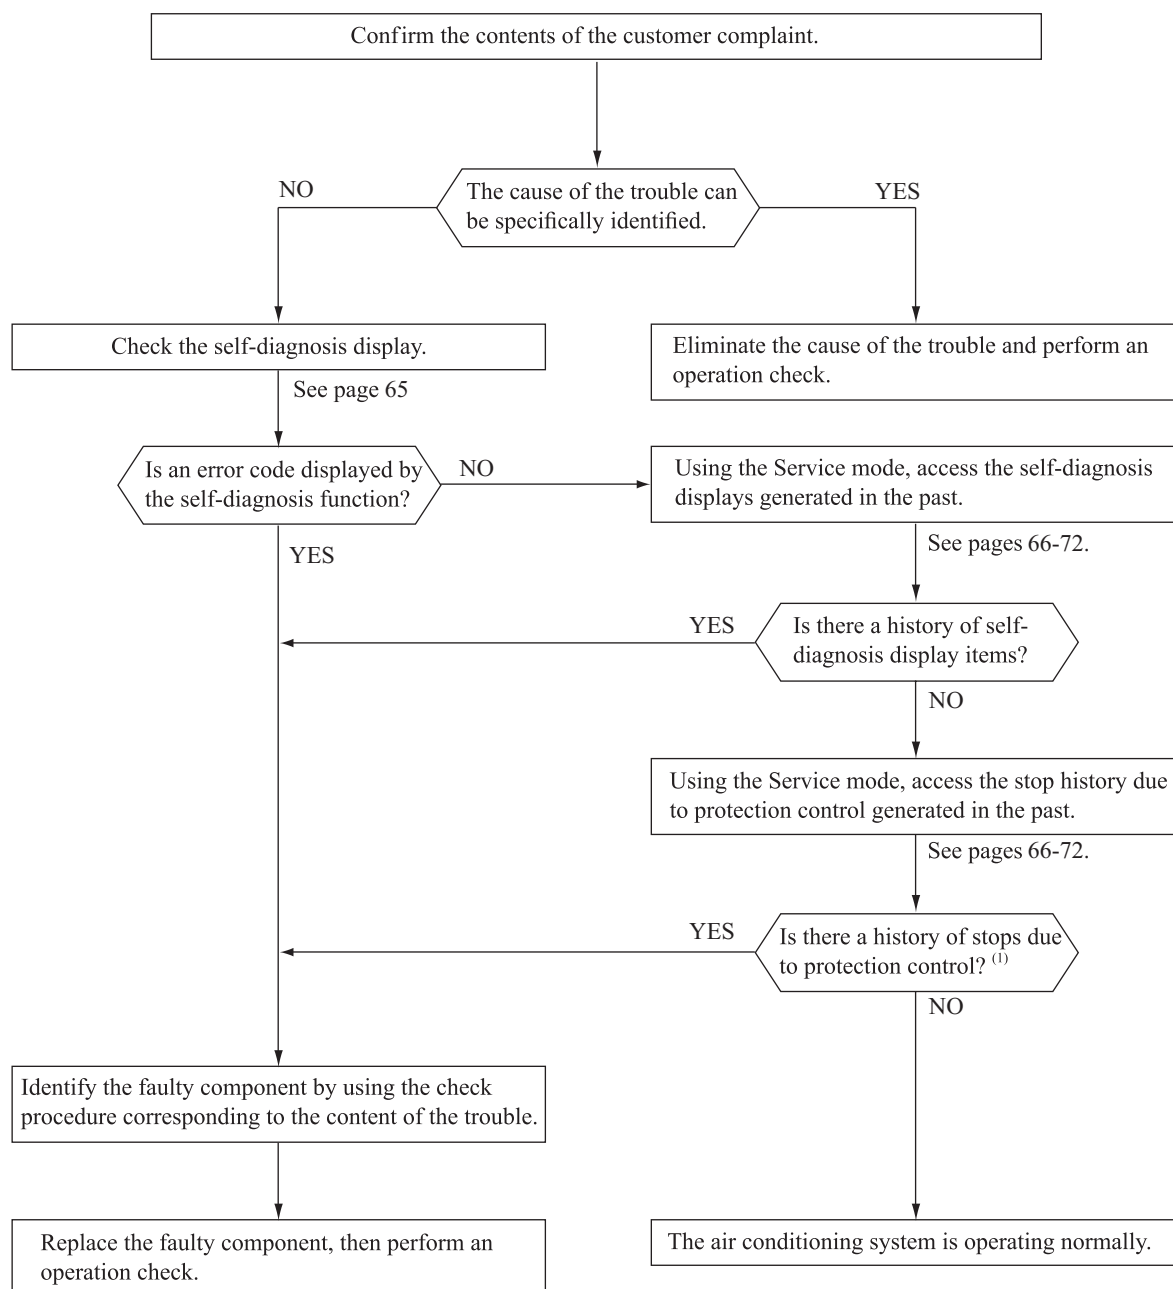 Confirm the contents of the customer complaint.
The cause of the trouble can
be specifically identified.
NO
YES
Check the self-diagnosis display.
See page 65
Eliminate the cause of the trouble and perform an
operation check.
Is an error code displayed by
the self-diagnosis function?
NO
YES
Using the Service mode, access the self-diagnosis
displays generated in the past.
See pages 66-72.
YES
Is there a history of self-
diagnosis display items?
NO
Using the Service mode, access the stop history due
to protection control generated in the past.
See pages 66-72.
YES
Is there a history of stops due
to protection control? (1)
NO
Identify the faulty component by using the check
procedure corresponding to the content of the trouble.
Replace the faulty component, then perform an
operation check.
The air conditioning system is operating normally.